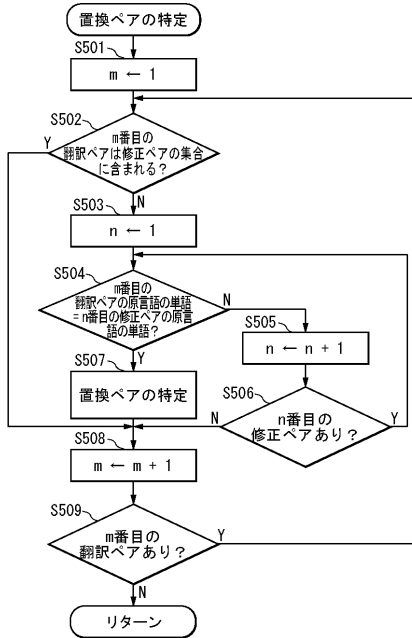 置換ペアの特定
S501
m ← 1
S502
m番目の
翻訳ペアは修正ペアの集合
に含まれる？
Y
N
S503
n ← 1
S504
m番目の
翻訳ペアの原言語の単語
=n番目の修正ペアの原言
語の単語？
N
Y
S505
n ← n + 1
S507
置換ペアの特定
S506
n番目の
修正ペアあり？
N
Y
S508
m ← m + 1
S509
m番目の
翻訳ペアあり？
Y
N
リターン